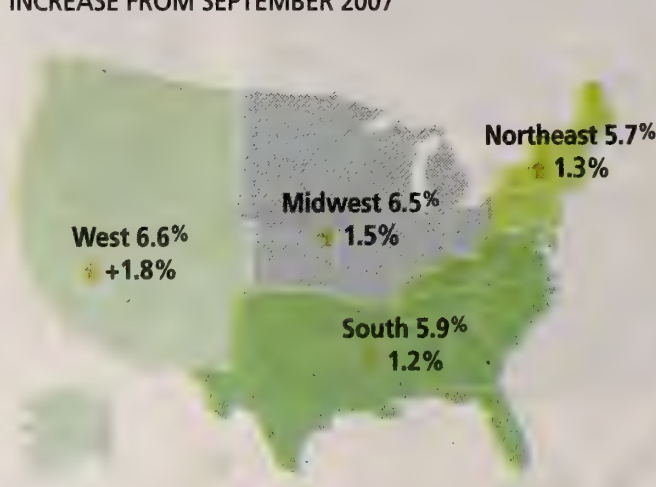 INCREASE FROM SEPTEMBER 2007
Northeast 5.7%
1.3%
Midwest 6.5%
1.5%
West 6.6%
+1.8%
South 5.9%
1.2%